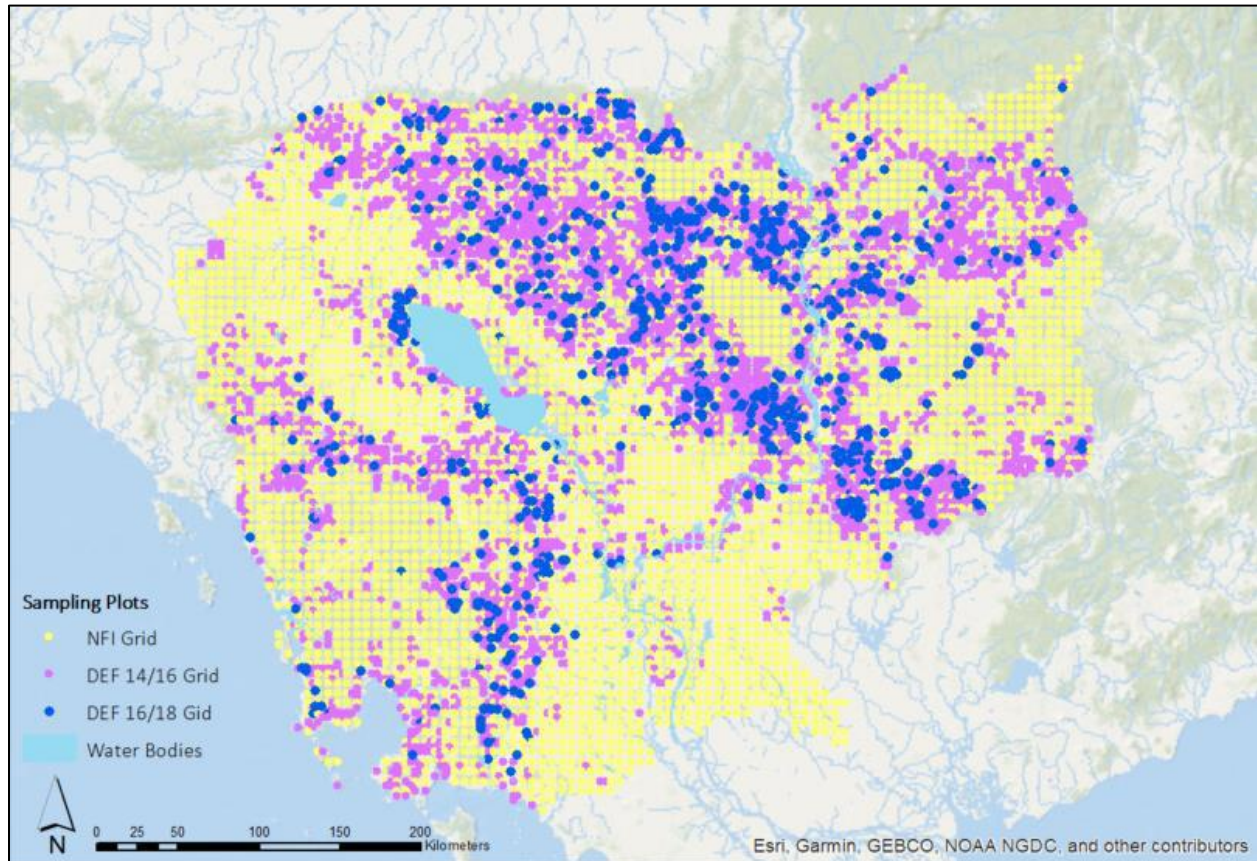 Sampling Plots
NFI Grid
DEF 14/16 Grid
DEF 16/18 Gid
Water Bodies
N
0 25 50 100 150 200
Kilometers
Esri, Garmin, GEBCO, NOAA NGDC, and other contributors